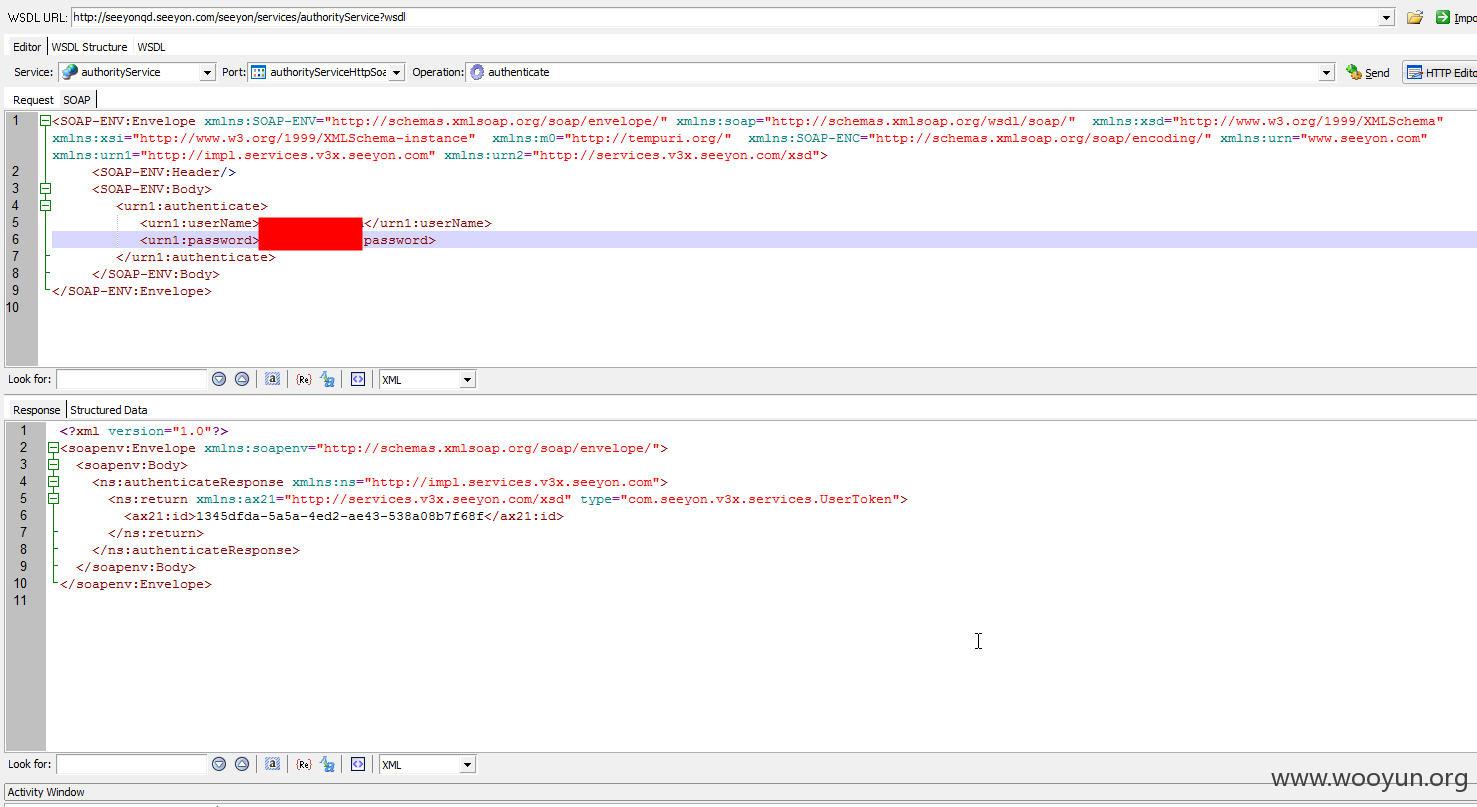 WSDL URL: http://seeyonqd.seeyon.com/seeyon/services/authorityService?wsdl Impo
Editor WSDL Structure WSDL
Service: authorityService Port: authorityServiceHttpSoa Operation: authenticate Send HTTP Edito
Request SOAP
1 <SOAP-ENV:Envelope xmlns:SOAP-ENV="http://schemas.xmlsoap.org/soap/envelope/" xmlns:soap="http://schemas.xmlsoap.org/wsdl/soap/" xmlns:xsd="http://www.w3.org/1999/XMLSchema"
xmlns:xsi="http://www.w3.org/1999/XMLSchema-instance" xmlns:m0="http://tempuri.org/" xmlns:SOAP-ENC="http://schemas.xmlsoap.org/soap/encoding/" xmlns:urn="www.seeyon.com"
xmlns:urn1="http://impl.services.v3x.seeyon.com" xmlns:urn2="http://services.v3x.seeyon.com/xsd">
2 <SOAP-ENV:Header/>
3 <SOAP-ENV:Body>
4 <urn1:authenticate>
5 <urn1:userName> </urn1:userName>
6 <urn1:password> password>
7 </urn1:authenticate>
8 </SOAP-ENV:Body>
9 </SOAP-ENV:Envelope>
10
Look for: a (Re) XML
Response Structured Data
1 <?xml version="1.0"?>
2 <soapenv:Envelope xmlns:soapenv="http://schemas.xmlsoap.org/soap/envelope/">
3 <soapenv:Body>
4 <ns:authenticateResponse xmlns:ns="http://impl.services.v3x.seeyon.com">
5 <ns:return xmlns:ax21="http://services.v3x.seeyon.com/xsd" type="com.seeyon.v3x.services.UserToken">
6 <ax21:id>1345dfda-5a5a-4ed2-ae43-538a08b7f68f</ax21:id>
7 </ns:return>
8 </ns:authenticateResponse>
9 </soapenv:Body>
10 </soapenv:Envelope>
11
Look for: a (Re) XML
www.wooyun.org
Activity Window